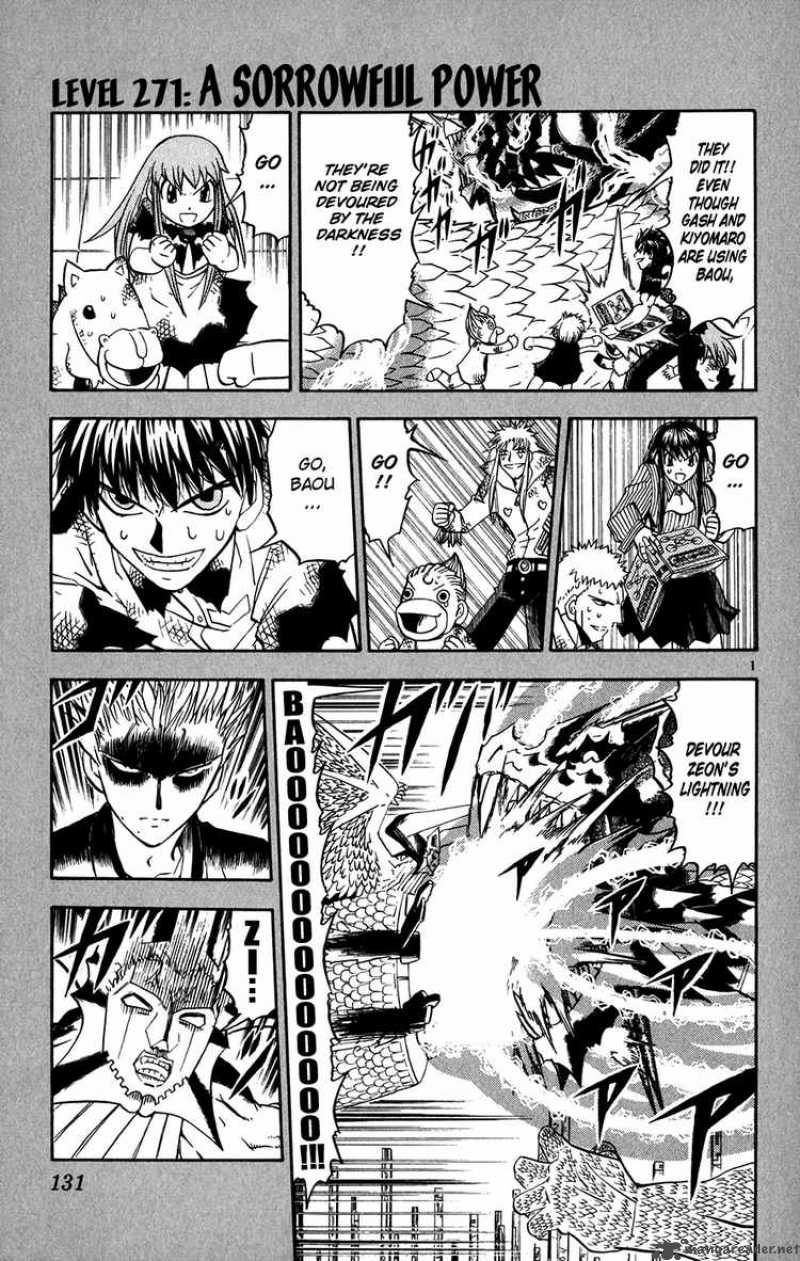 LEVEL 271: A SORROWFUL POWER
THEY
DID IT!!
EVEN
THOUGH
GASH AND
KIYOMARO
ARE USING
BAOU,
THEY'RE
NOT BEING
DEVOURED
BY THE
DARKNESS
!!
GO
...
GO
...
GO
!!
GO,
BAOU
...
1
DEVOUR
ZEON'S
LIGHTNING
!!!
BAOOOOOOOOOOOOOOO!!!
ZI...
131
mangareader.net